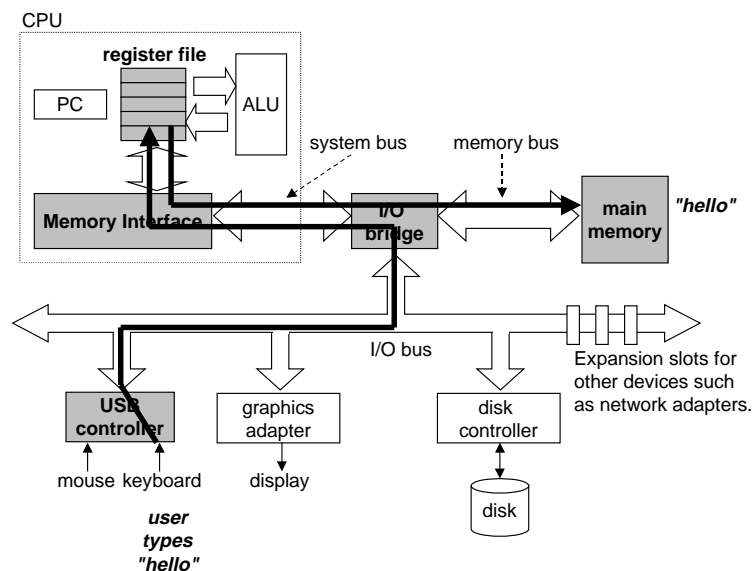 CPU
register file
PC
ALU
system bus
memory bus
Memory Interface
I/O
bridge
main
memory
"hello"
I/O bus
Expansion slots for
other devices such
as network adapters.
USB
controller
graphics
adapter
disk
controller
mouse
keyboard
display
disk
user
types
"hello"